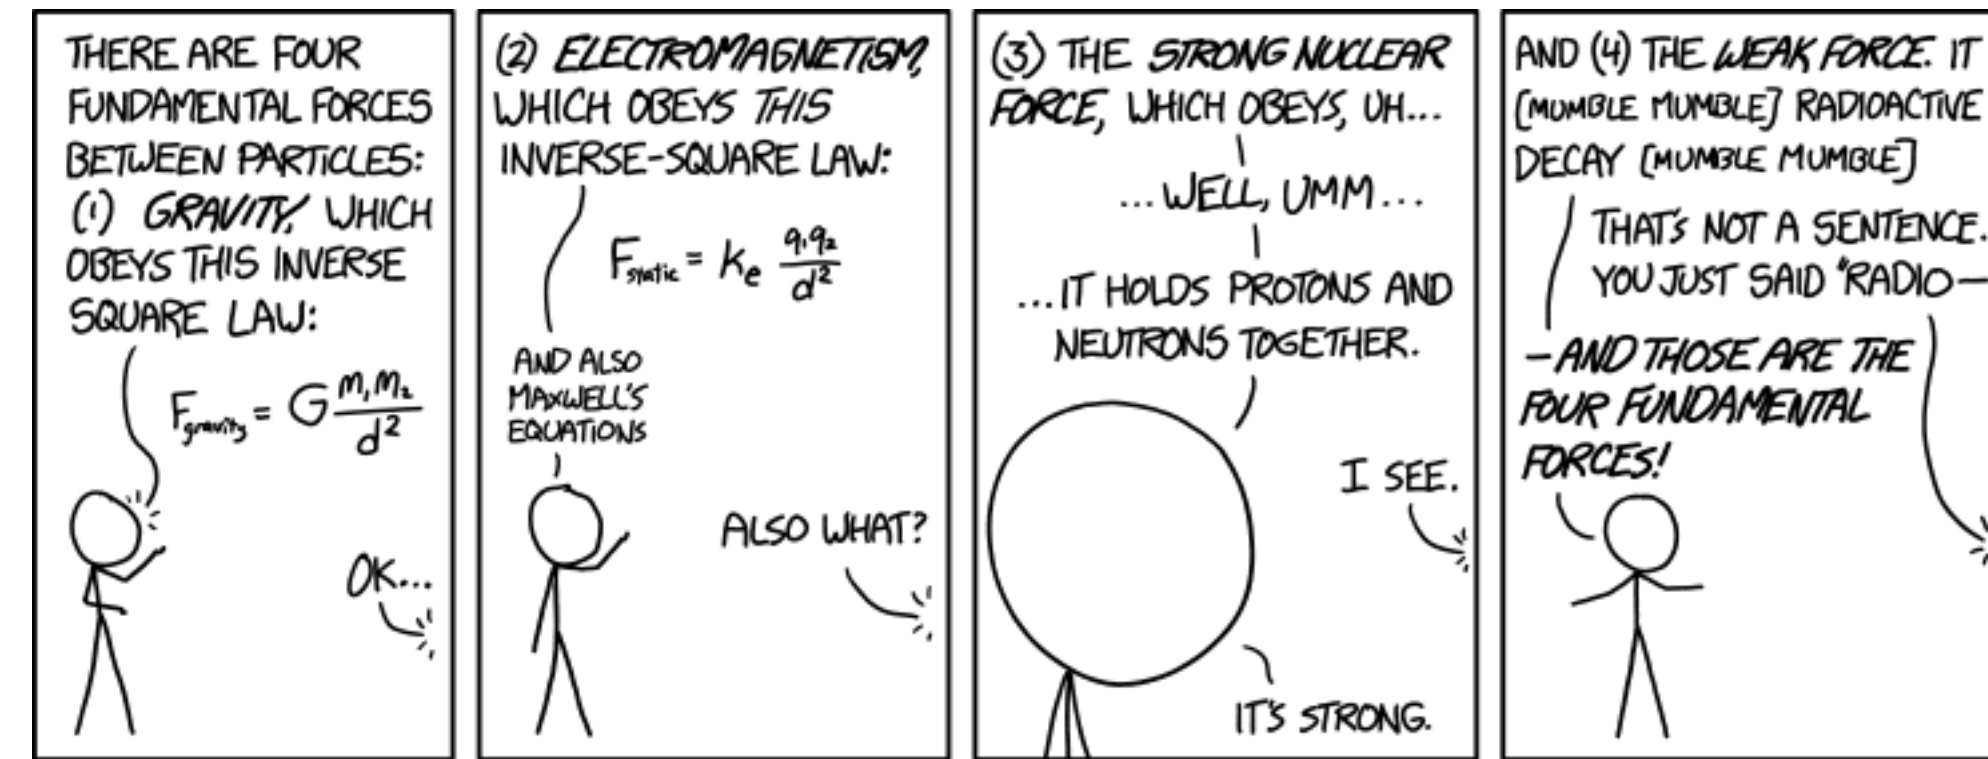 THERE ARE FOUR
FUNDAMENTAL FORCES
BETWEEN PARTICLES:
(1) GRAVITY, WHICH
OBEYS THIS INVERSE
SQUARE LAW:
F_gravity = G m₁m₂/d²
OK...
(2) ELECTROMAGNETISM,
WHICH OBEYS THIS
INVERSE-SQUARE LAW:
F_static = K_e q₁q₂/d²
AND ALSO
MAXWELL'S
EQUATIONS
ALSO WHAT?
(3) THE STRONG NUCLEAR
FORCE, WHICH OBEYS, UH...
...WELL, UMM...
...IT HOLDS PROTONS AND
NEUTRONS TOGETHER.
I SEE.
IT'S STRONG.
AND (4) THE WEAK FORCE. IT
[MUMBLE MUMBLE] RADIOACTIVE
DECAY [MUMBLE MUMBLE]
THAT'S NOT A SENTENCE.
YOU JUST SAID "RADIO—
—AND THOSE ARE THE
FOUR FUNDAMENTAL
FORCES!